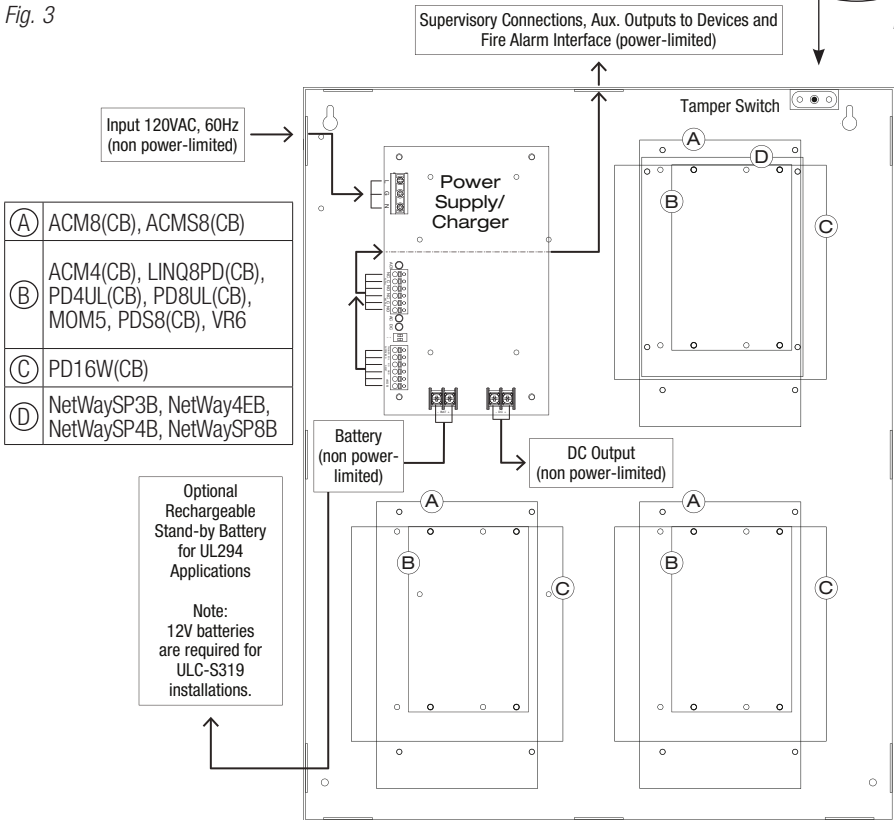 Fig. 3
Supervisory Connections, Aux. Outputs to Devices and
Fire Alarm Interface (power-limited)
Tamper Switch
Input 120VAC, 60Hz
(non power-limited)
Power
Supply/
Charger
L
G
N
A ACM8(CB), ACMS8(CB)
B ACM4(CB), LINQ8PD(CB),
PD4UL(CB), PD8UL(CB),
MOM5, PDS8(CB), VR6
C PD16W(CB)
D NetWaySP3B, NetWay4EB,
NetWaySP4B, NetWaySP8B
A
D
B
C
Battery
(non power-
limited)
DC Output
(non power-limited)
Optional
Rechargeable
Stand-by Battery
for UL294
Applications
Note:
12V batteries
are required for
ULC-S319
installations.
A
B
C
A
B
C